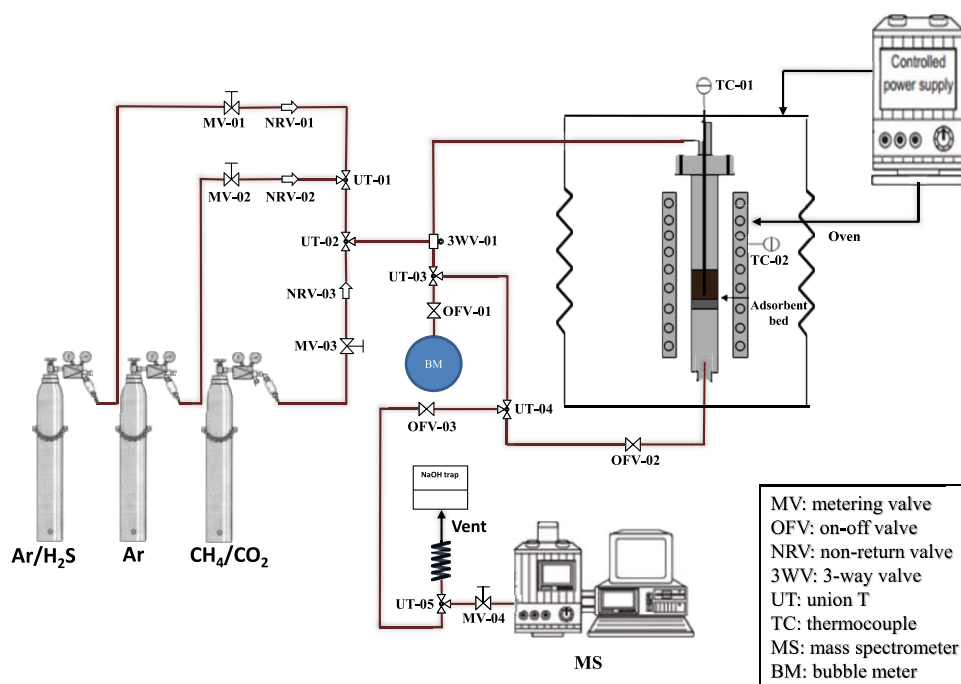 Controlled
power supply
TC-01
MV-01
NRV-01
MV-02
NRV-02
UT-01
UT-02
3WV-01
Oven
TC-02
UT-03
NRV-03
OFV-01
Adsorbent
bed
MV-03
BM
UT-04
OFV-03
OFV-02
NaOH trap
Vent
Ar/H₂S
Ar
CH₄/CO₂
UT-05
MV-04
MS
MV: metering valve
OFV: on-off valve
NRV: non-return valve
3WV: 3-way valve
UT: union T
TC: thermocouple
MS: mass spectrometer
BM: bubble meter